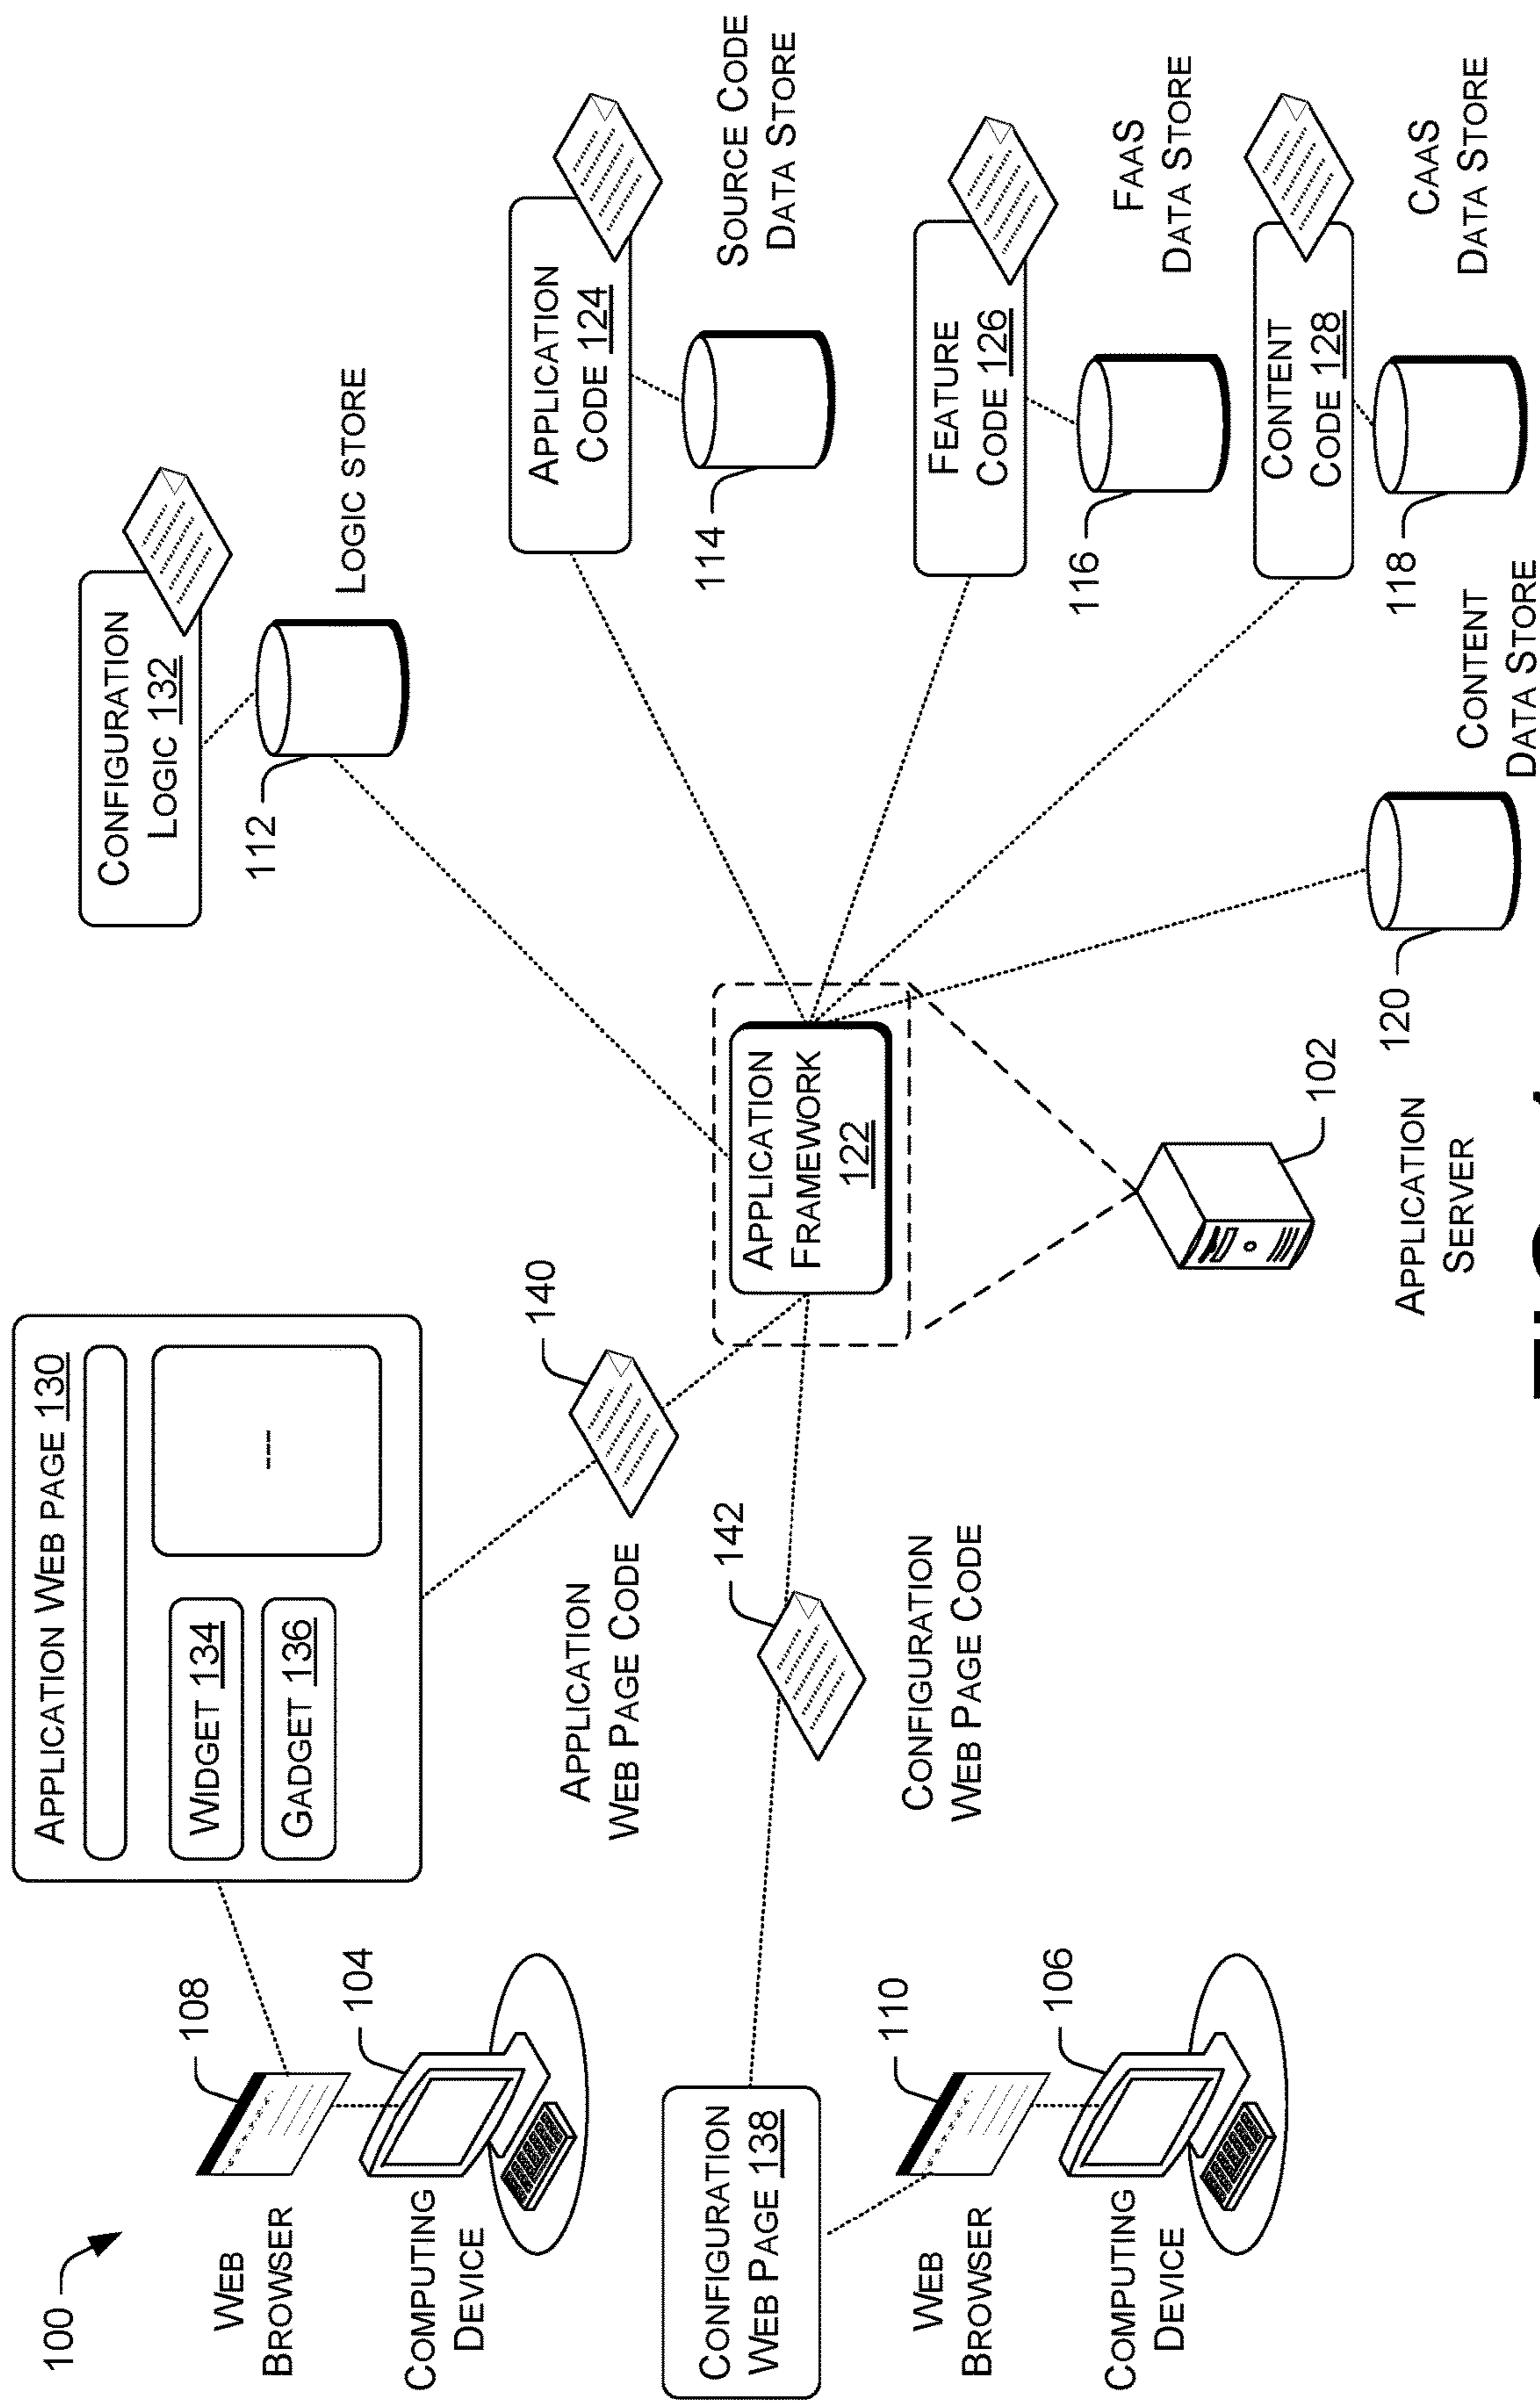 100
Application Web page 130
Widget 134
Gadget 136
---
Configuration
Logic 132
112
Logic store
108
Web
Browser
104
Computing
Device
140
Application
Web Page Code
Application
Code 124
114
Source Code
Data Store
Configuration
Web Page 138
142
Configuration
Web Page Code
Application
Framework
122
110
Web
Browser
106
Computing
Device
Feature
Code 126
116
FaaS
Data Store
102
Application
Server
Content
Code 128
118
CaaS
Data Store
120
Content
Data Store